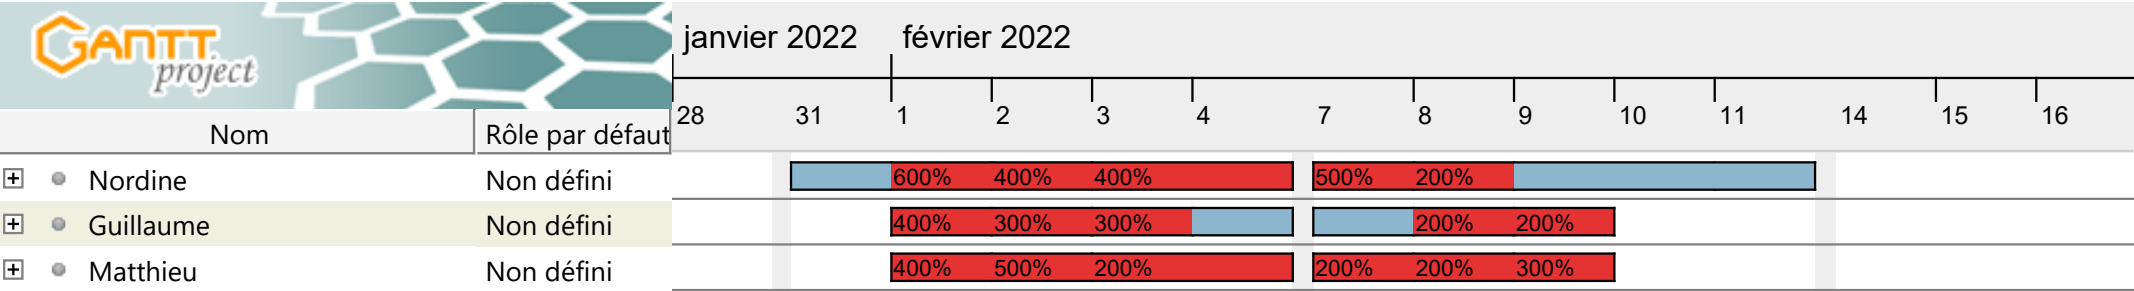 GANTT
project
janvier 2022 février 2022
28 31 1 2 3 4 7 8 9 10 11 14 15 16
Nom Rôle par défaut
Nordine Non défini 600% 400% 400% 500% 200%
Guillaume Non défini 400% 300% 300% 200% 200%
Matthieu Non défini 400% 500% 200% 200% 200% 300%